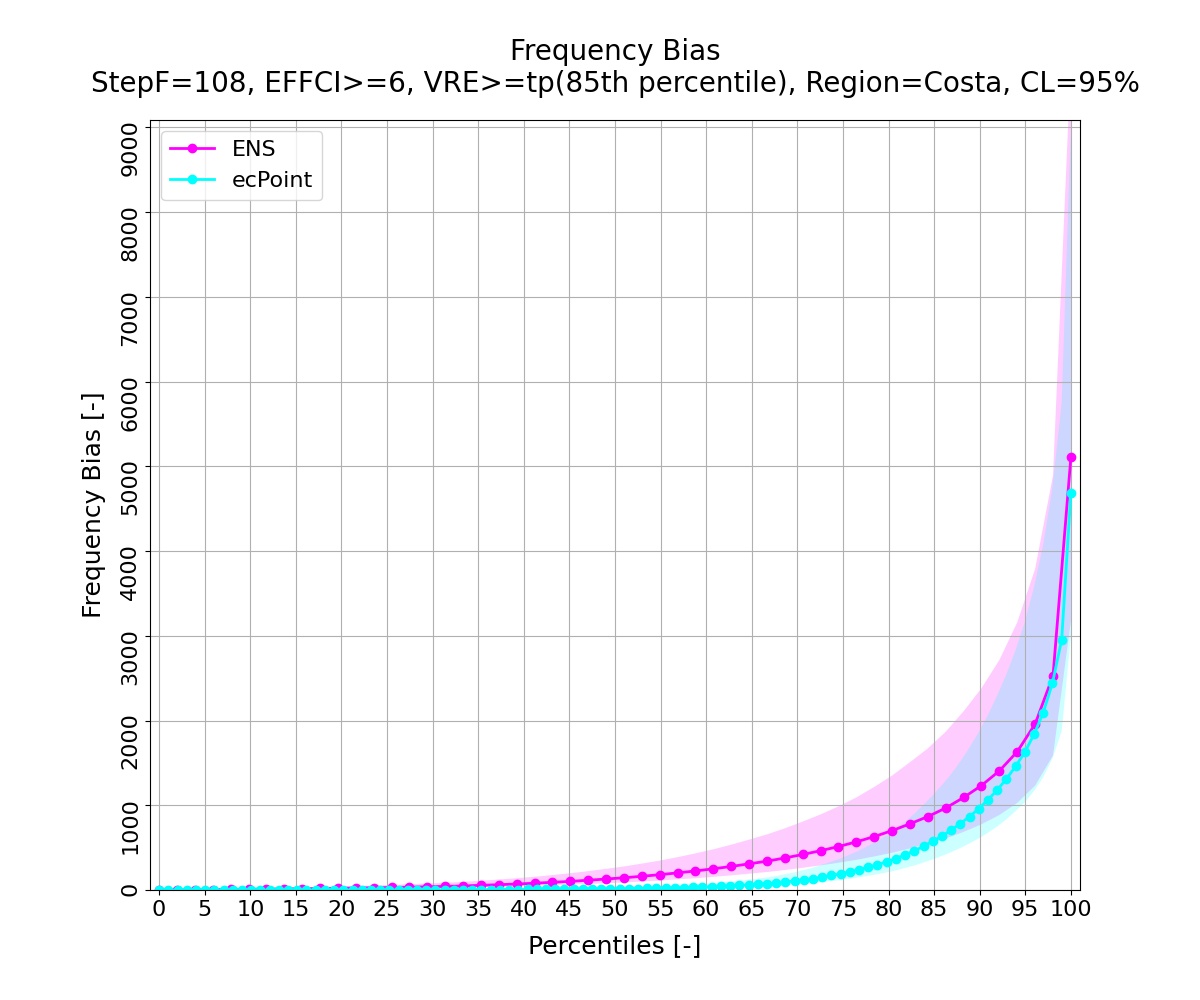 Frequency Bias
StepF=108, EFFCI>=6, VRE>=tp(85th percentile), Region=Costa, CL=95%
ENS
ecPoint
Frequency Bias [-]
9000
8000
7000
6000
5000
4000
3000
2000
1000
0
0 5 10 15 20 25 30 35 40 45 50 55 60 65 70 75 80 85 90 95 100
Percentiles [-]